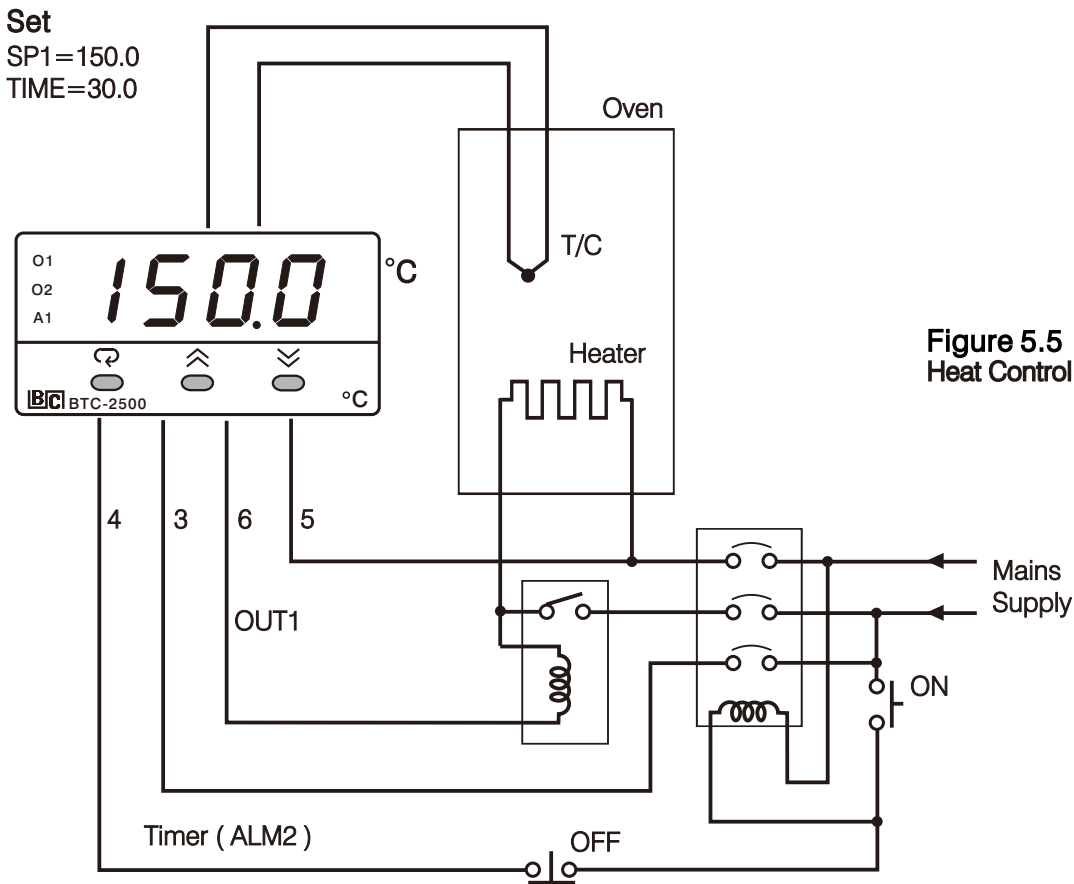 Set
SP1=150.0
TIME=30.0
Oven
T/C
O1
O2
A1
150.0
°C
Heater
Figure 5.5
Heat Control
BC BTC-2500
°C
4
3
6
5
Mains
Supply
OUT1
ON
Timer ( ALM2 )
OFF